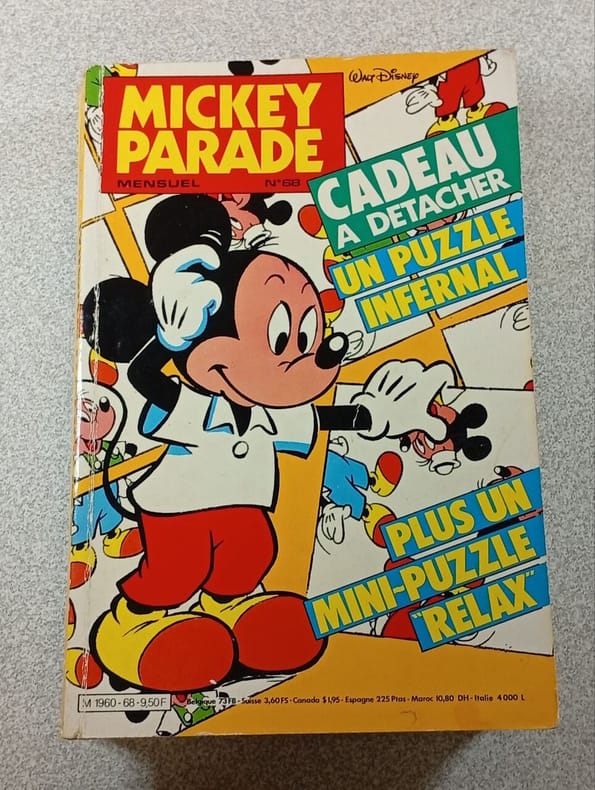 Walt Disney
MICKEY
PARADE
MENSUEL N°68
CADEAU
A DETACHER
UN PUZZLE
INFERNAL
PLUS UN
MINI-PUZZLE
"RELAX"
M 1960 - 68 - 9,50 F
Belgique 73 FB - Suisse 3,60 FS - Canada $ 1,95 - Espagne 225 Ptas - Maroc 10,80 DH - Italie 4 000 L